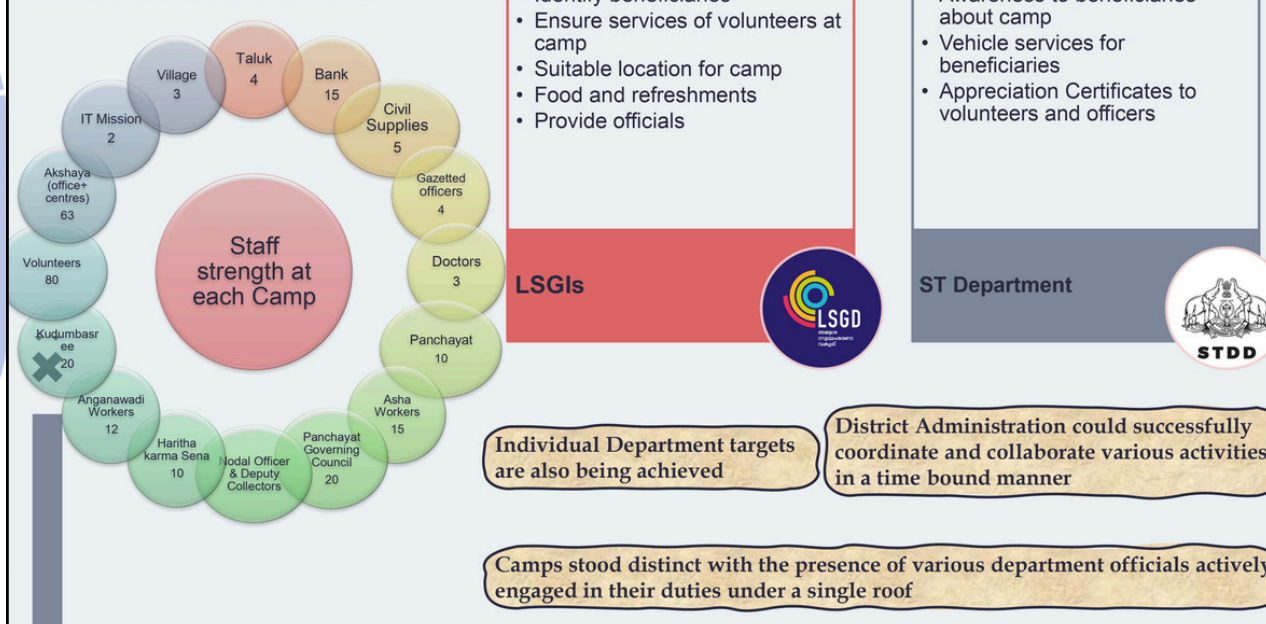 Taluk
4
Bank
15
Civil
Supplies
5
Gazetted
officers
4
Doctors
3
Panchayat
10
Asha
Workers
15
Panchayat
Governing
Council
20
Nodal Officer
& Deputy
Collectors
Haritha
karma Sena
10
Anganawadi
Workers
12
Kudumbasr
ee
20
Volunteers
80
Akshaya
(office+
centres)
63
IT Mission
2
Village
3
Staff
strength at
each Camp
• Identify beneficiaries
• Ensure services of volunteers at
camp
• Suitable location for camp
• Food and refreshments
• Provide officials
LSGIs
LSGD
• Awareness to beneficiaries
about camp
• Vehicle services for
beneficiaries
• Appreciation Certificates to
volunteers and officers
ST Department
STDD
Individual Department targets
are also being achieved
District Administration could successfully
coordinate and collaborate various activities
in a time bound manner
Camps stood distinct with the presence of various department officials actively
engaged in their duties under a single roof